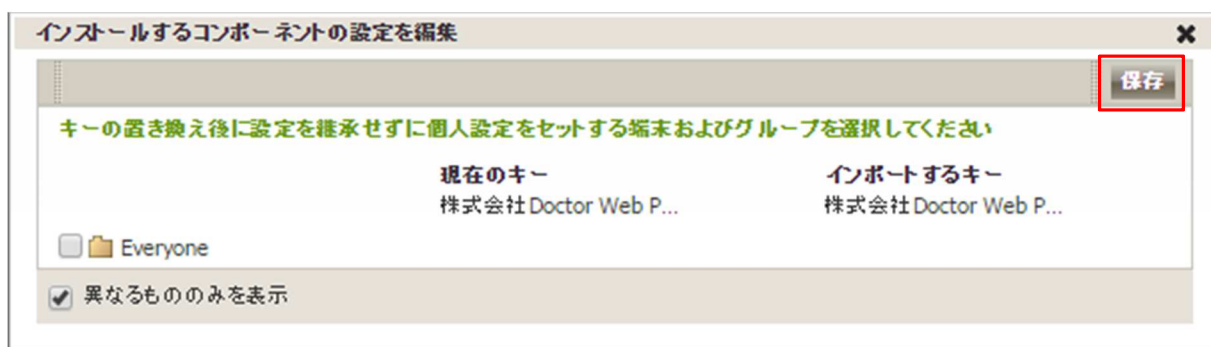 インストールするコンポーネントの設定を編集
保存
キーの置き換え後に設定を継承せずに個人設定をセットする端末およびグループを選択してください
現在のキー インポートするキー
株式会社Doctor Web P... 株式会社Doctor Web P...
Everyone
異なるもののみを表示